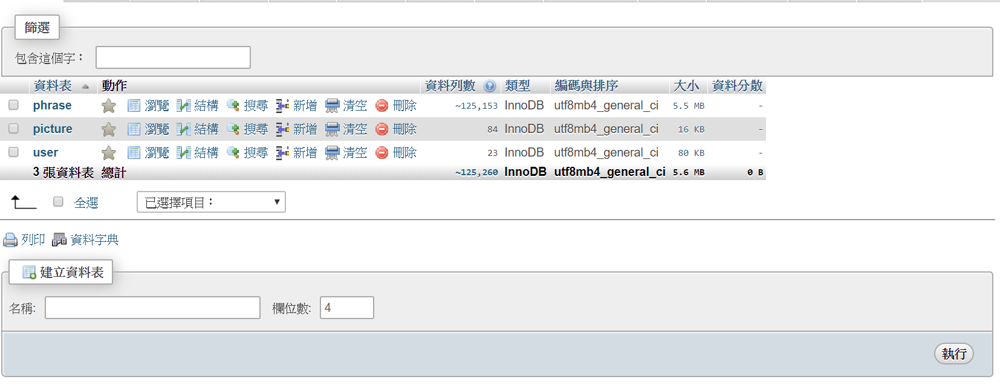 篩選
包含這個字：
資料表 動作 資料列數 類型 編碼與排序 大小 資料分散
phrase 瀏覽 結構 搜尋 新增 清空 刪除 ~125,153 InnoDB utf8mb4_general_ci 5.5 MB -
picture 瀏覽 結構 搜尋 新增 清空 刪除 84 InnoDB utf8mb4_general_ci 16 KB -
user 瀏覽 結構 搜尋 新增 清空 刪除 23 InnoDB utf8mb4_general_ci 80 KB -
3 張資料表 總計 ~125,260 InnoDB utf8mb4_general_ci 5.6 MB 0 B
全選 已選擇項目：
列印 資料字典
建立資料表
名稱: 欄位數: 4
執行